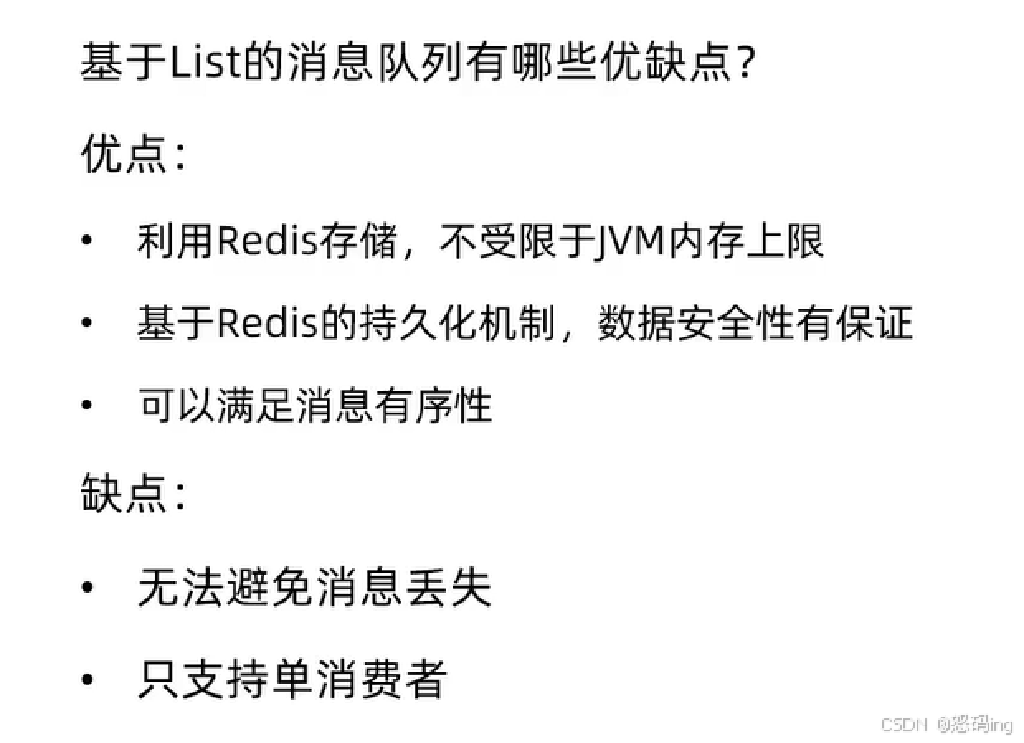 基于List的消息队列有哪些优缺点？
优点：
• 利用Redis存储，不受限于JVM内存上限
• 基于Redis的持久化机制，数据安全性有保证
• 可以满足消息有序性
缺点：
• 无法避免消息丢失
• 只支持单消费者
CSDN @怒码ing